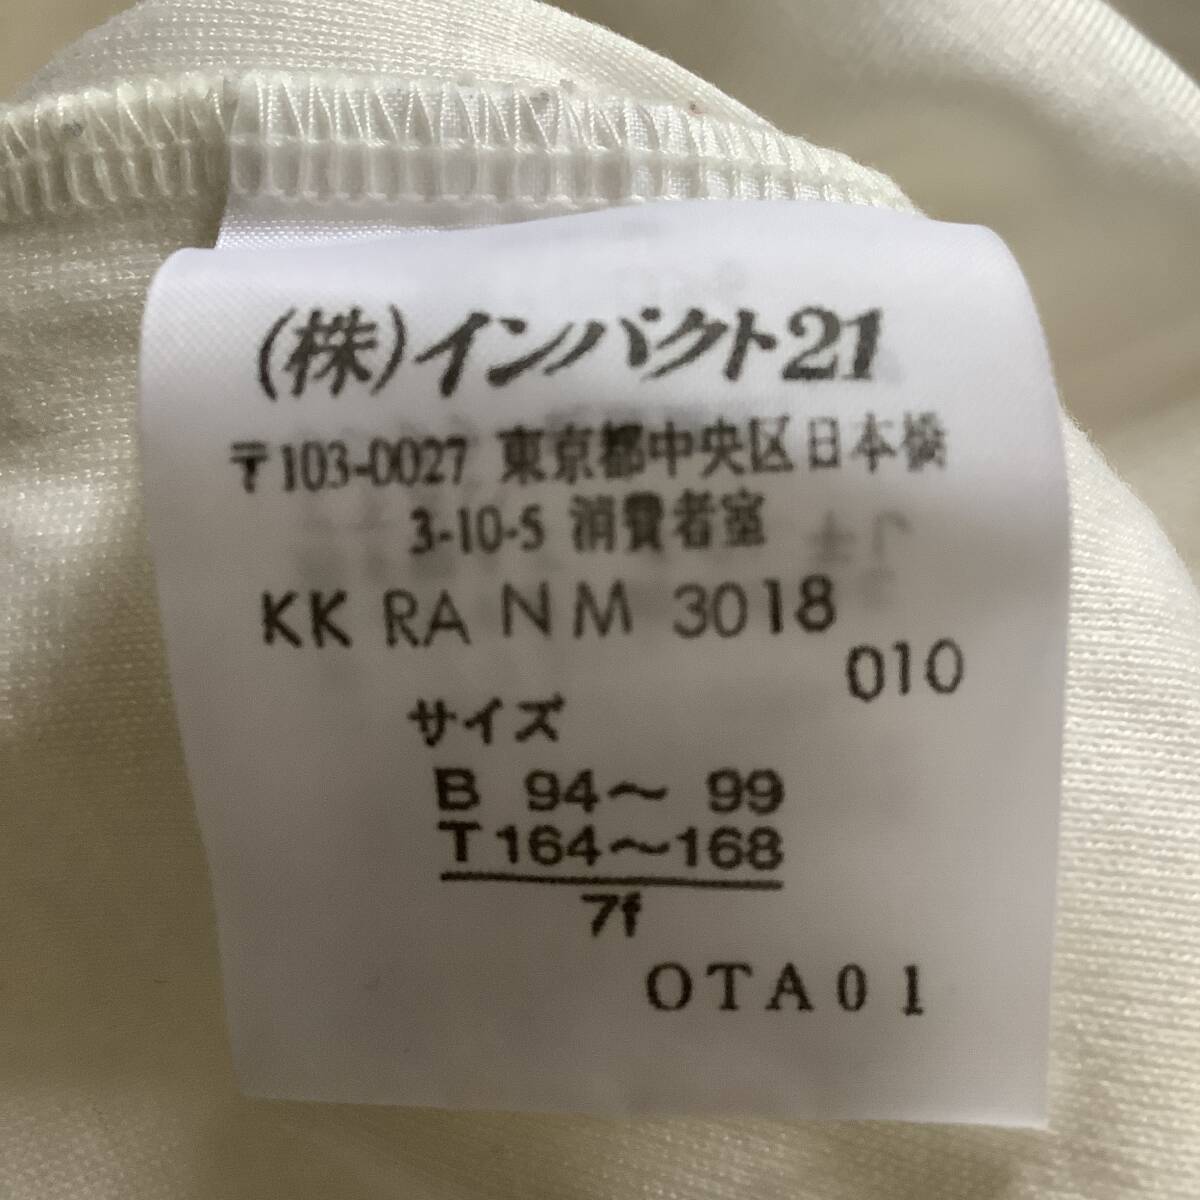 (株)インパクト21
〒103-0027 東京都中央区日本橋
3-10-5 消費者室
KK RA N M 3018
010
サイズ
B 94～ 99
T 164～168
7f
OTA01